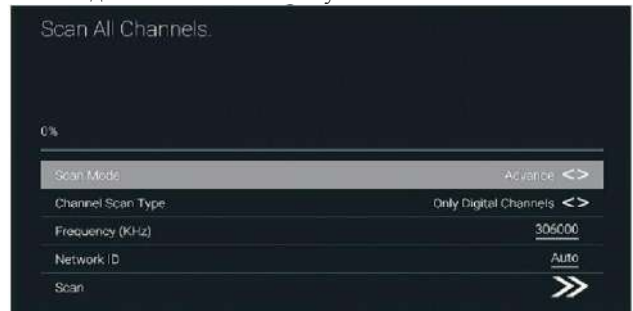 Scan All Channels.
0%
Scan Mode Advance <>
Channel Scan Type Only Digital Channels <>
Frequency (KHz) 306000
Network ID Auto
Scan